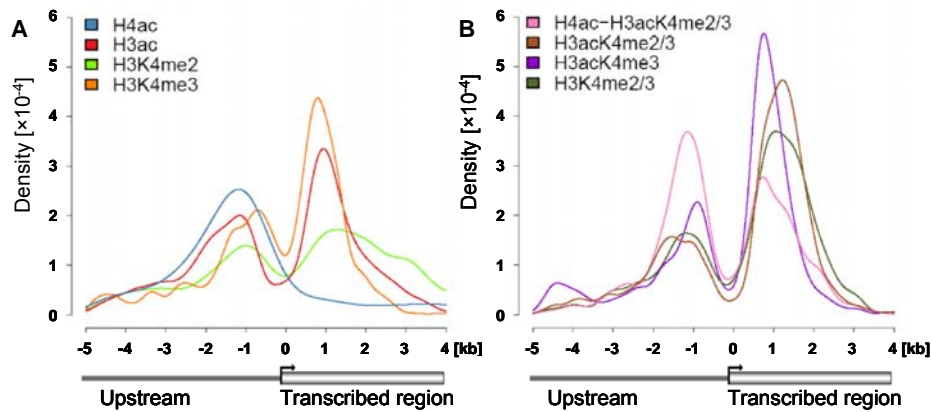 A
H4ac
H3ac
H3K4me2
H3K4me3
Density [×10-4]
6
5
4
3
2
1
0
-5 -4 -3 -2 -1 0 1 2 3 4 [kb]
Upstream Transcribed region
B
H4ac-H3acK4me2/3
H3acK4me2/3
H3acK4me3
H3K4me2/3
Density [×10-4]
6
5
4
3
2
1
0
-5 -4 -3 -2 -1 0 1 2 3 4 [kb]
Upstream Transcribed region